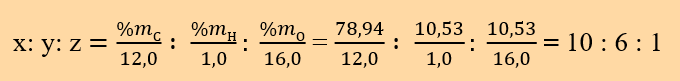 x: y: z = %m_C/12,0 : %m_H/1,0 : %m_O/16,0 = 78,94/12,0 : 10,53/1,0 : 10,53/16,0 = 10 : 6 : 1